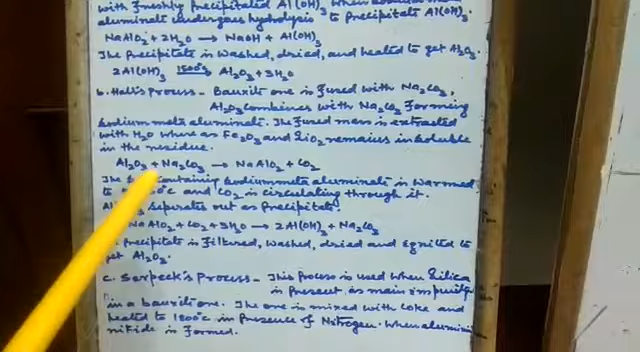 with freshly precipitated Al(OH)3, when
aluminate undergoes hydrolysis to precipitate Al(OH)3.
NaAlO2 + 2H2O → NaOH + Al(OH)3
The precipitate is washed, dried, and heated to get Al2O3.
2Al(OH)3 1500°C Al2O3 + 3H2O
b. Hall's Process - Bauxite ore is fused with Na2CO3,
Al2O3 combines with Na2CO3 forming
Sodium meta aluminate. The fused mass is extracted
with H2O where as Fe2O3 and SiO2 remains insoluble
in the residue.
Al2O3 + Na2CO3 → NaAlO2 + CO2
The containing Sodium meta aluminate is warmed
to °C and CO2 is circulating through it.
Al separates out as Precipitate.
NaAlO2 + CO2 + 3H2O → 2Al(OH)3 + Na2CO3
Precipitate is filtered, washed, dried and ignited to
get Al2O3.
c. Serpeck's Process - This process is used when Silica
is present as main impurity
in a bauxite ore. The ore is mixed with Coke and
heated to 1800°C in Presence of Nitrogen. When alumini
nitride is formed.